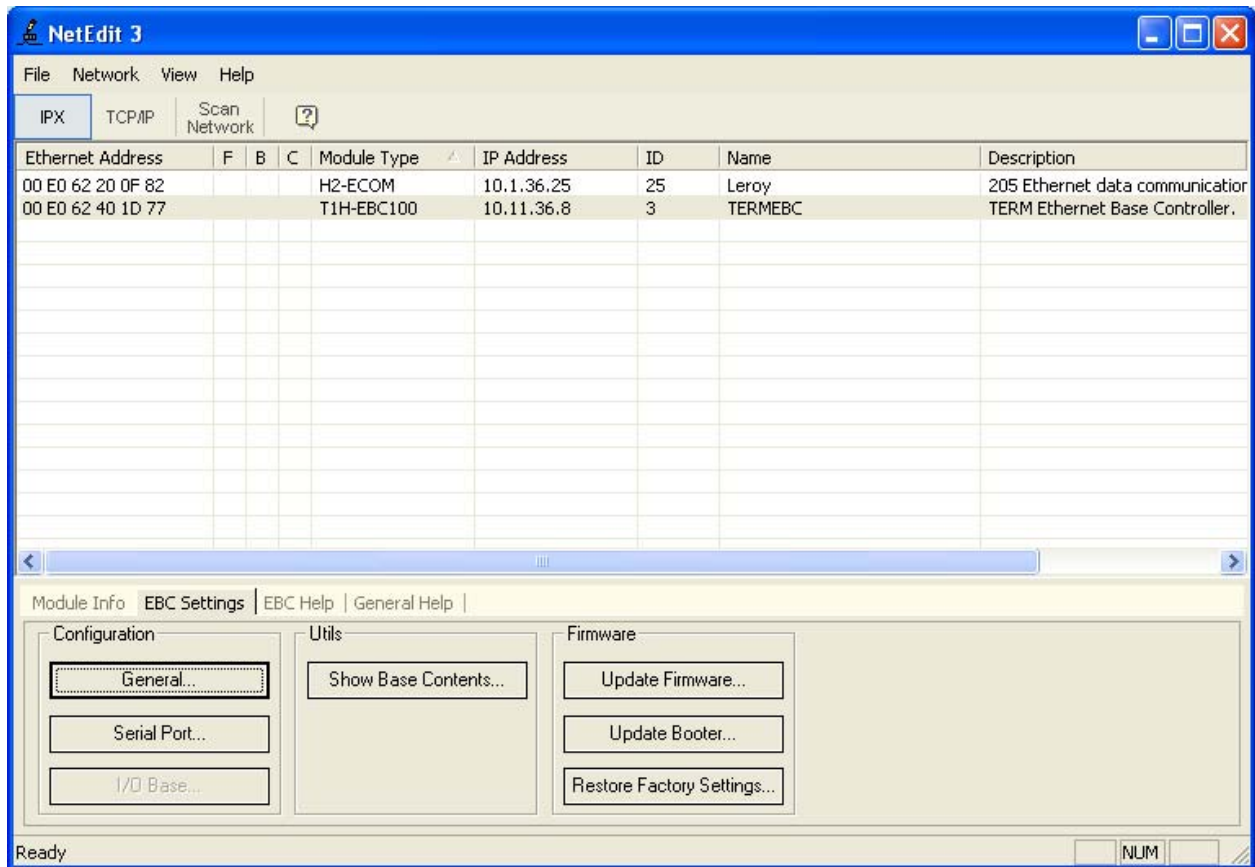 NetEdit 3
File Network View Help
IPX TCP/IP Scan Network
Ethernet Address F B C Module Type IP Address ID Name Description
00 E0 62 20 0F 82 H2-ECOM 10.1.36.25 25 Leroy 205 Ethernet data communication
00 E0 62 40 1D 77 T1H-EBC100 10.11.36.8 3 TERMEBC TERM Ethernet Base Controller.
Module Info EBC Settings EBC Help General Help
Configuration Utils Firmware
General... Show Base Contents... Update Firmware...
Serial Port... Update Booter...
I/O Base... Restore Factory Settings...
Ready NUM